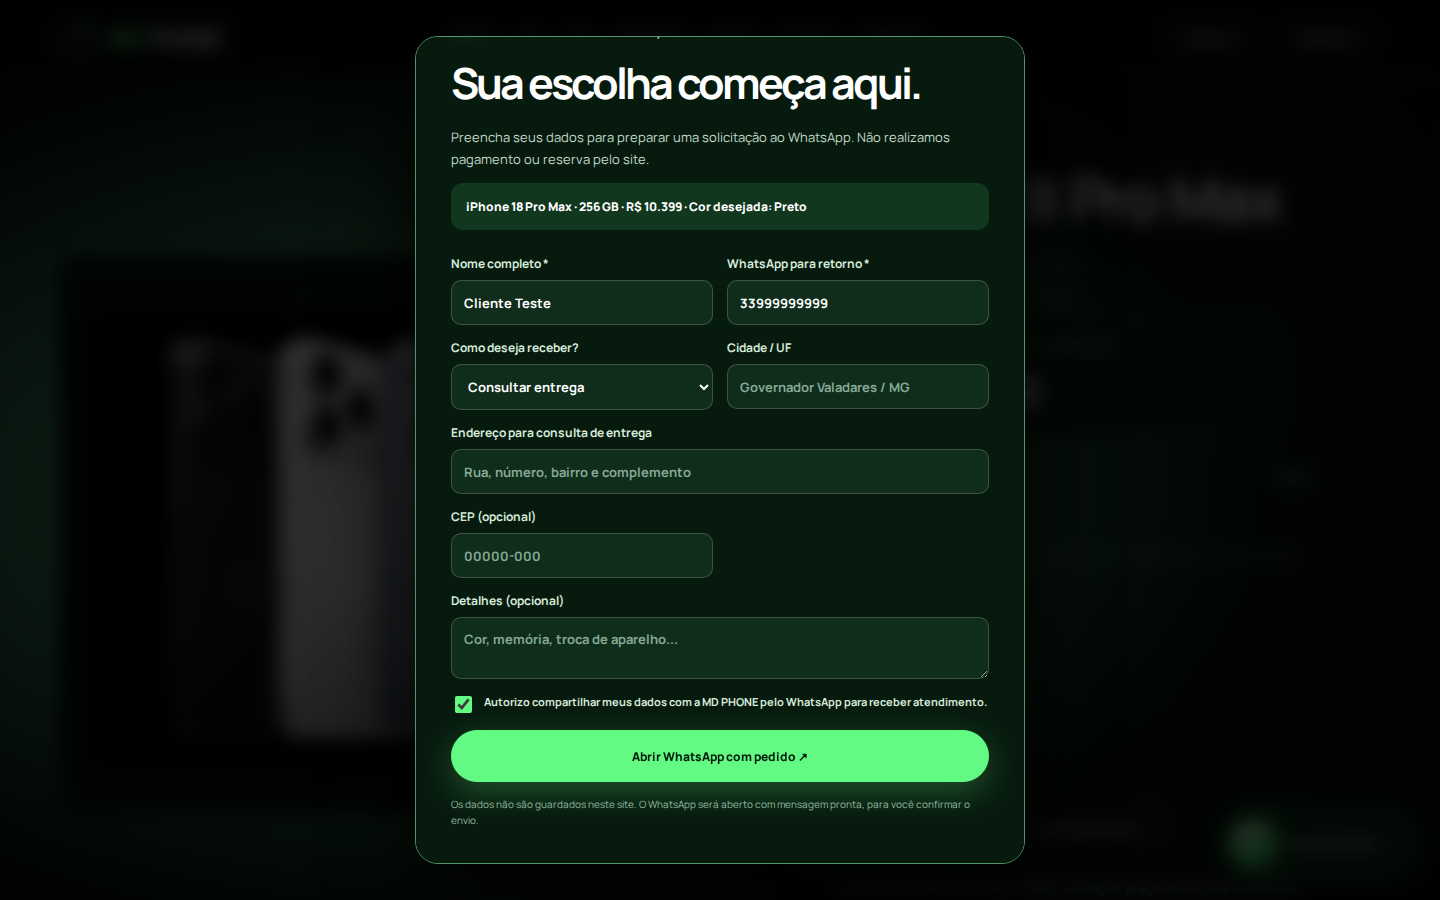 Sua escolha começa aqui.
Preencha seus dados para preparar uma solicitação ao WhatsApp. Não realizamos
pagamento ou reserva pelo site.
iPhone 18 Pro Max · 256 GB · R$ 10.399 · Cor desejada: Preto
Nome completo * WhatsApp para retorno *
Cliente Teste 33999999999
Como deseja receber? Cidade / UF
Consultar entrega Governador Valadares / MG
Endereço para consulta de entrega
Rua, número, bairro e complemento
CEP (opcional)
00000-000
Detalhes (opcional)
Cor, memória, troca de aparelho...
Autorizo compartilhar meus dados com a MD PHONE pelo WhatsApp para receber atendimento.
Abrir WhatsApp com pedido ↗
Os dados não são guardados neste site. O WhatsApp será aberto com mensagem pronta, para você confirmar o
envio.
Pro Max